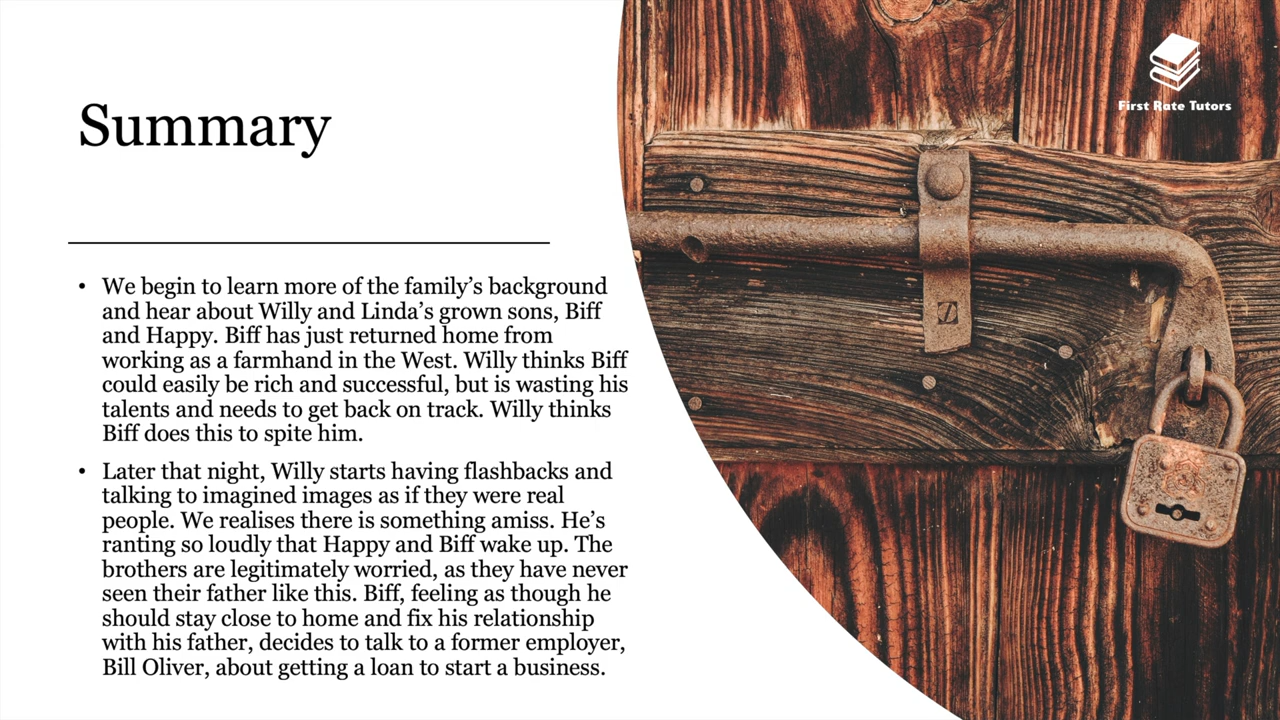 First Rate Tutors
Summary
• We begin to learn more of the family’s background
and hear about Willy and Linda’s grown sons, Biff
and Happy. Biff has just returned home from
working as a farmhand in the West. Willy thinks Biff
could easily be rich and successful, but is wasting his
talents and needs to get back on track. Willy thinks
Biff does this to spite him.
• Later that night, Willy starts having flashbacks and
talking to imagined images as if they were real
people. We realises there is something amiss. He’s
ranting so loudly that Happy and Biff wake up. The
brothers are legitimately worried, as they have never
seen their father like this. Biff, feeling as though he
should stay close to home and fix his relationship
with his father, decides to talk to a former employer,
Bill Oliver, about getting a loan to start a business.